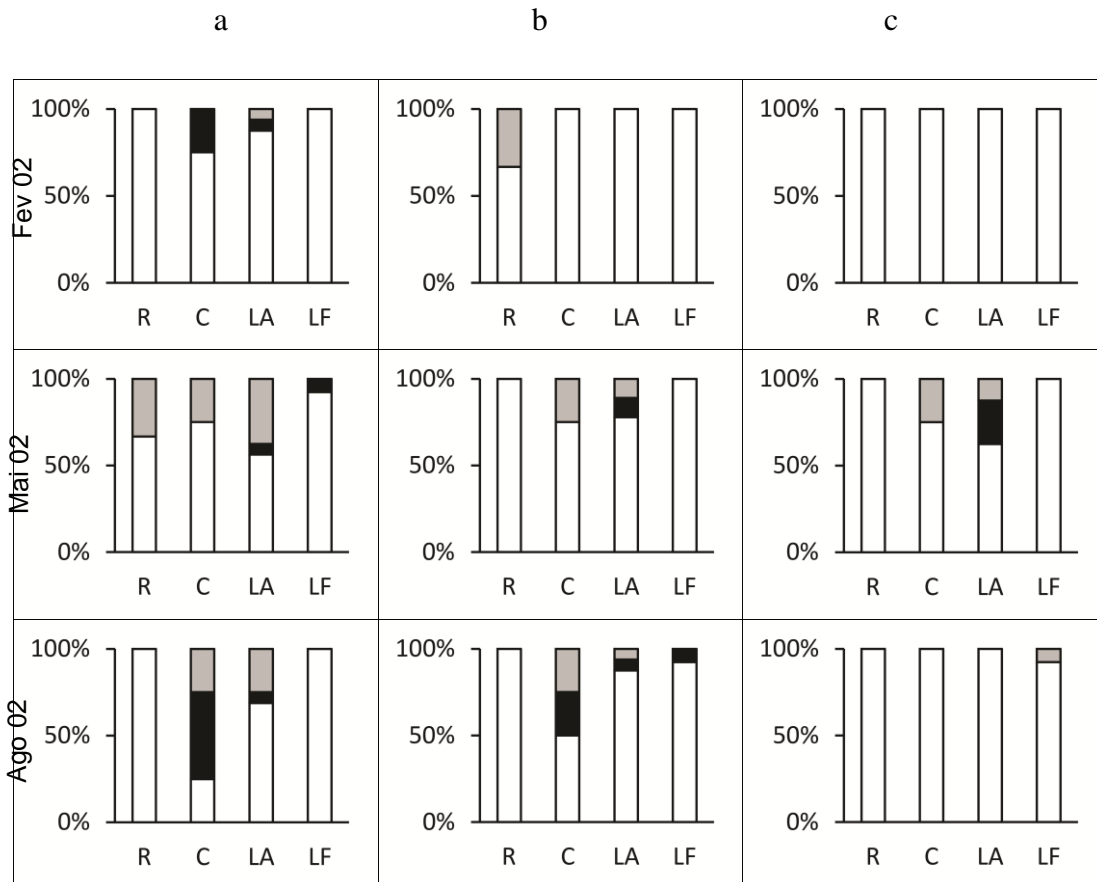 a b c
Fev 02
100% 100% 100%
50% 50% 50%
0% 0% 0%
R C LA LF R C LA LF R C LA LF
Mai 02
100% 100% 100%
50% 50% 50%
0% 0% 0%
R C LA LF R C LA LF R C LA LF
Ago 02
100% 100% 100%
50% 50% 50%
0% 0% 0%
R C LA LF R C LA LF R C LA LF